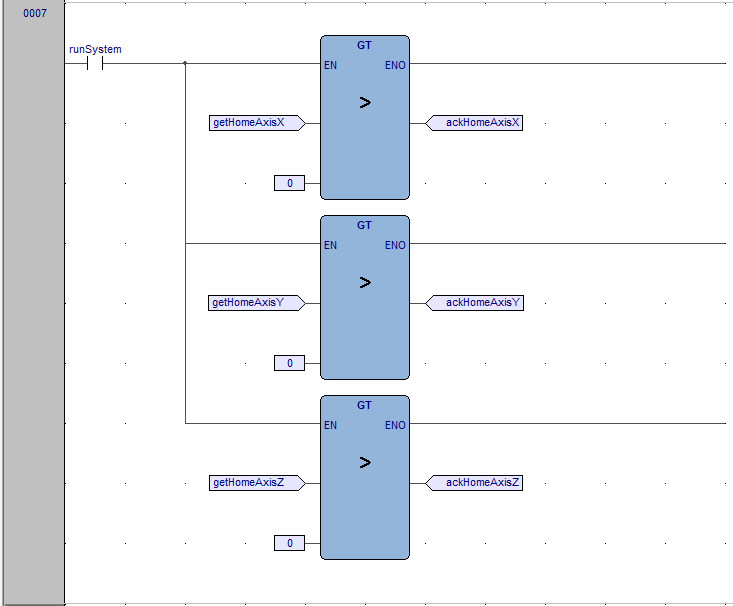 0007
runSystem
GT
EN ENO
>
getHomeAxisX ackHomeAxisX
0
GT
EN ENO
>
getHomeAxisY ackHomeAxisY
0
GT
EN ENO
>
getHomeAxisZ ackHomeAxisZ
0